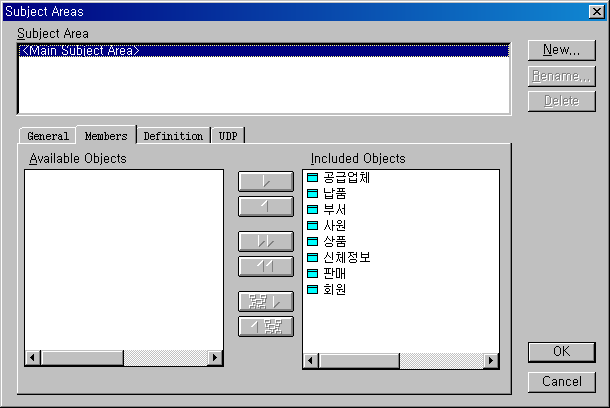 Subject Areas
Subject Area
<Main Subject Area>
New...
Rename...
Delete
General Members Definition UDP
Available Objects
Included Objects
공급업체
납품
부서
사원
상품
신체정보
판매
회원
OK
Cancel